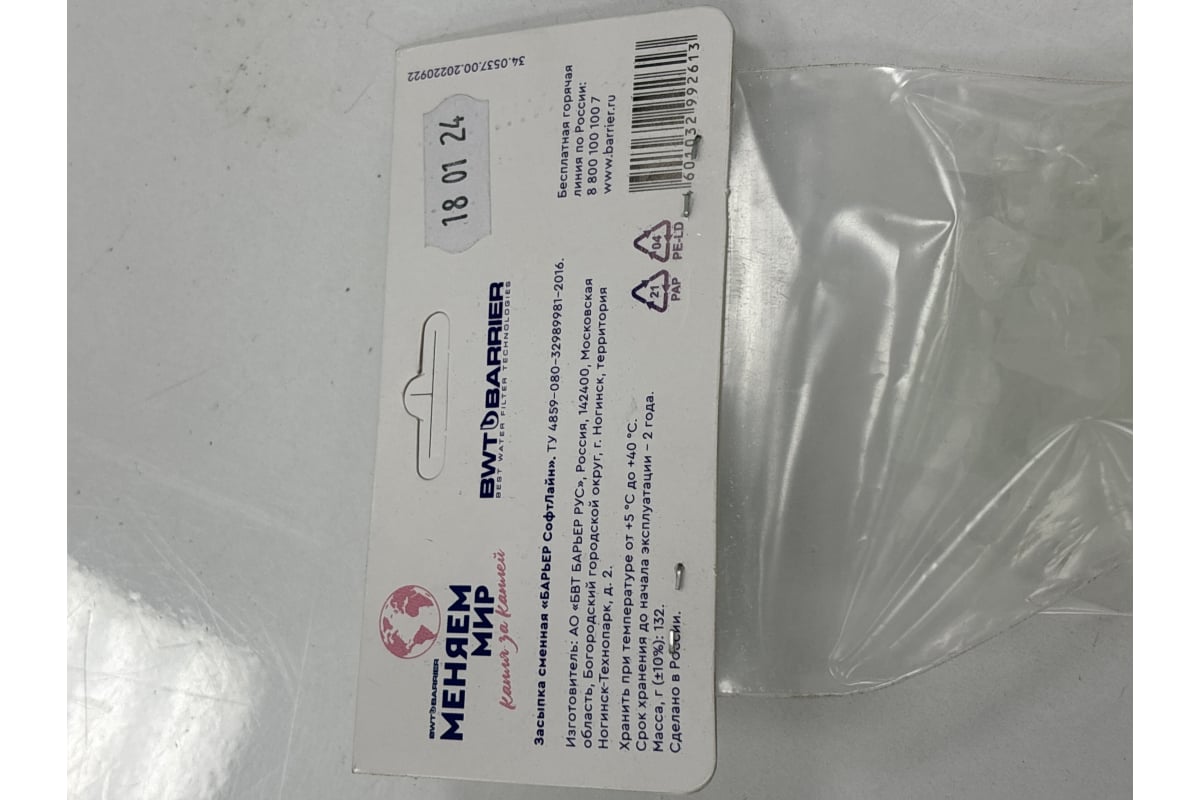 BWT BARRIER
МЕНЯЕМ
МИР
капля за каплей
BWT BARRIER
BEST WATER FILTER TECHNOLOGIES
18 01 24
34.0537.00.20220922
Засыпка сменная «БАРЬЕР СофтЛайн». ТУ 4859-080-32989981-2016.
Изготовитель: АО «БВТ БАРЬЕР РУС», Россия, 142400, Московская
область, Богородский городской округ, г. Ногинск, территория
Ногинск-Технопарк, д. 2.
Хранить при температуре от +5 °C до +40 °C.
Срок хранения до начала эксплуатации – 2 года.
Масса, г (±10%): 132.
Сделано в России.
21
PAP
04
PE-LD
Бесплатная горячая
линия по России:
8 800 100 100 7
www.barrier.ru
4601032992613